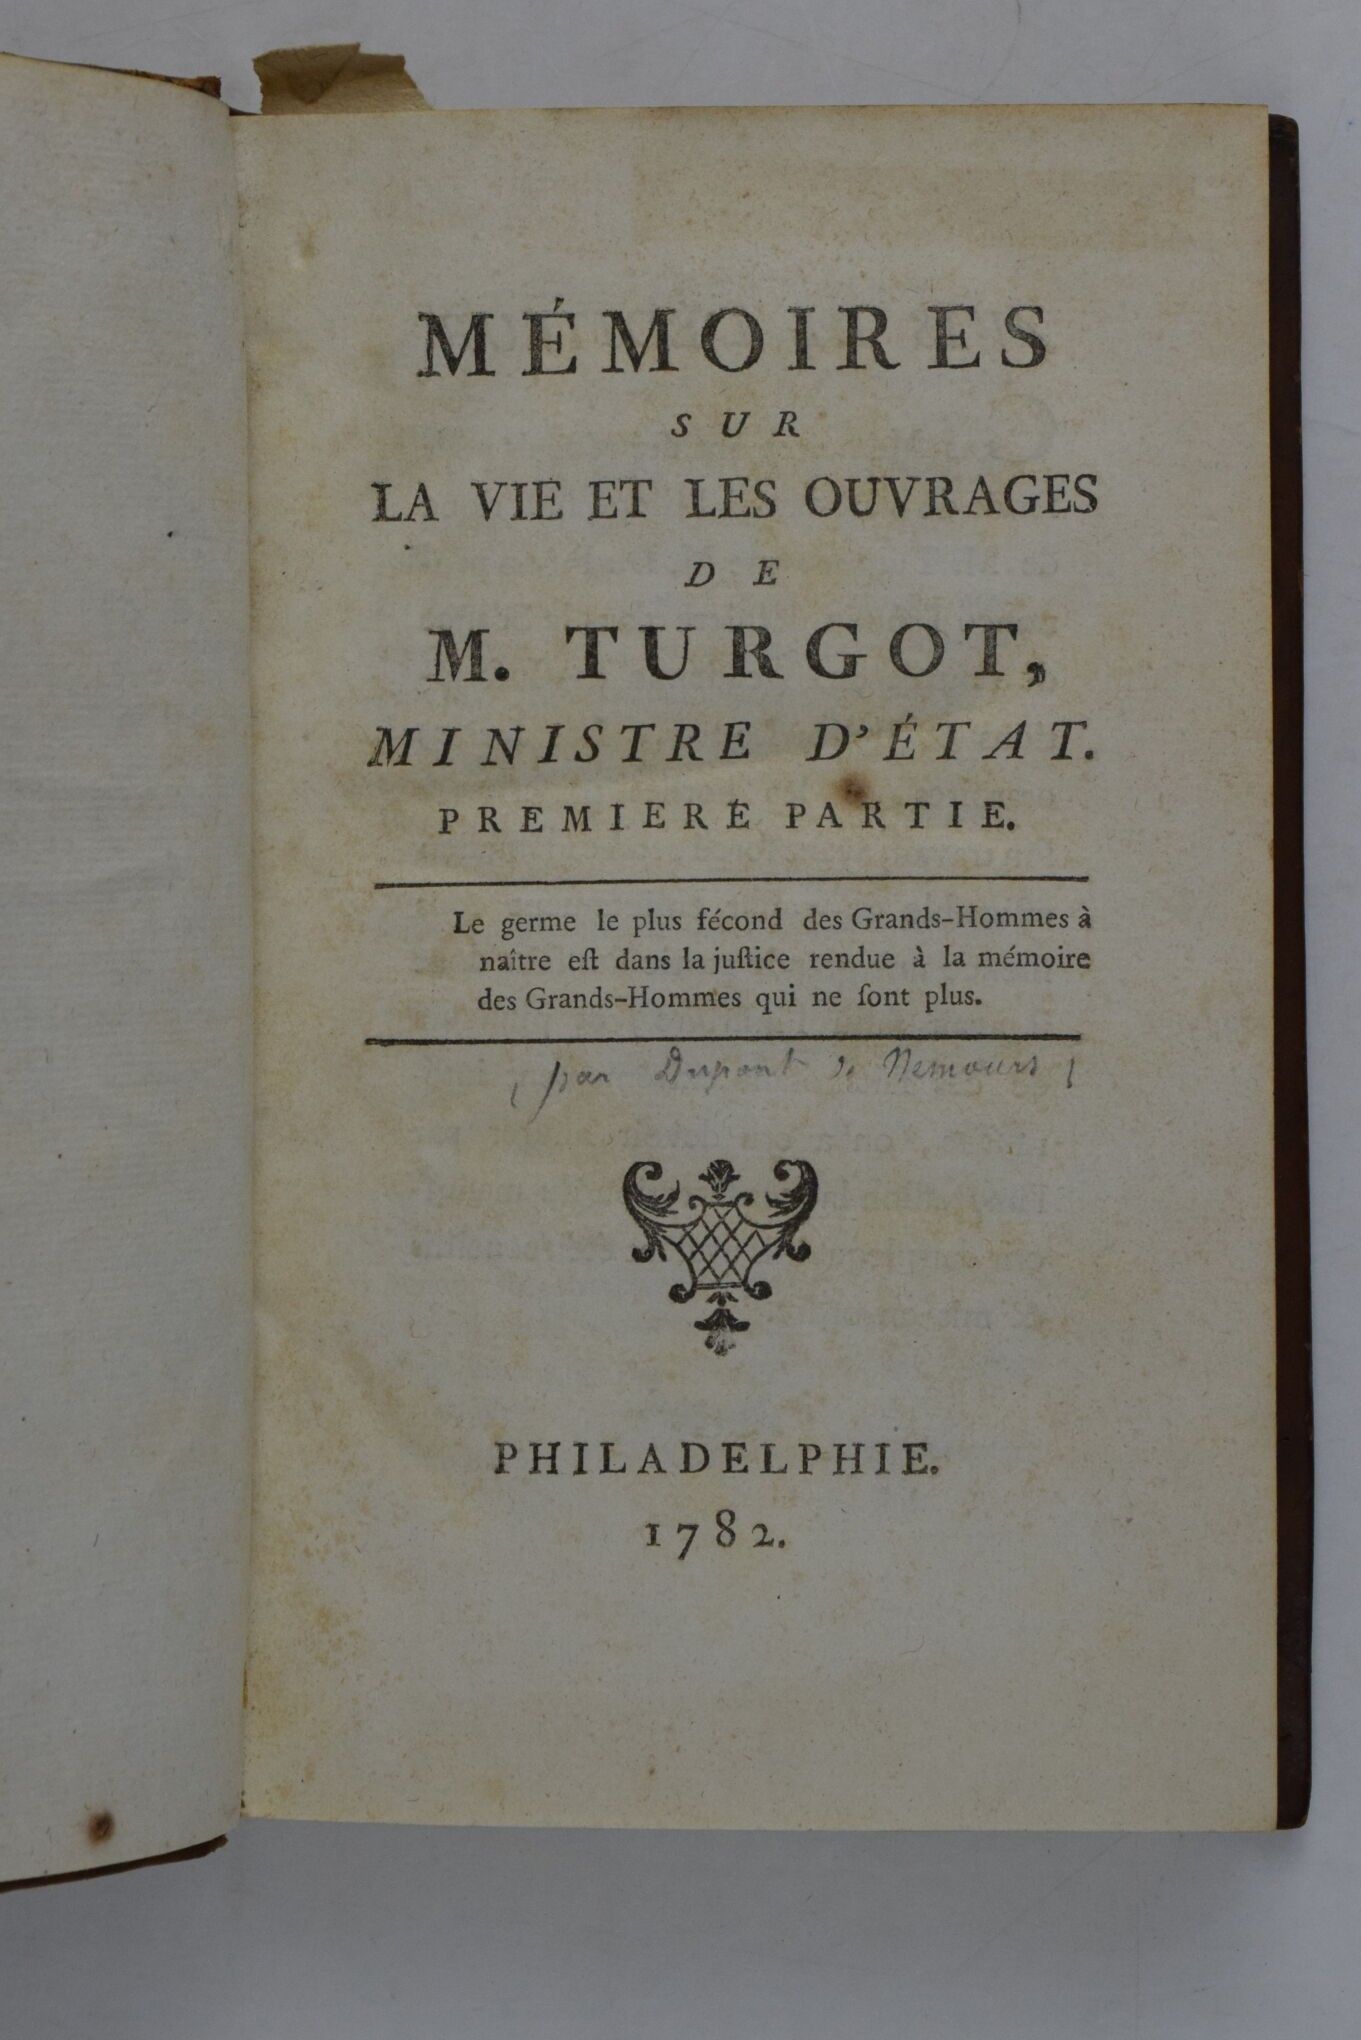 MÉMOIRES
SUR
LA VIE ET LES OUVRAGES
DE
M. TURGOT,
MINISTRE D'ÉTAT.
PREMIERE PARTIE.
Le germe le plus fécond des Grands-Hommes à
naître eſt dans la juſtice rendue à la mémoire
des Grands-Hommes qui ne ſont plus.
(par Dupont de Nemours)
PHILADELPHIE.
1782.